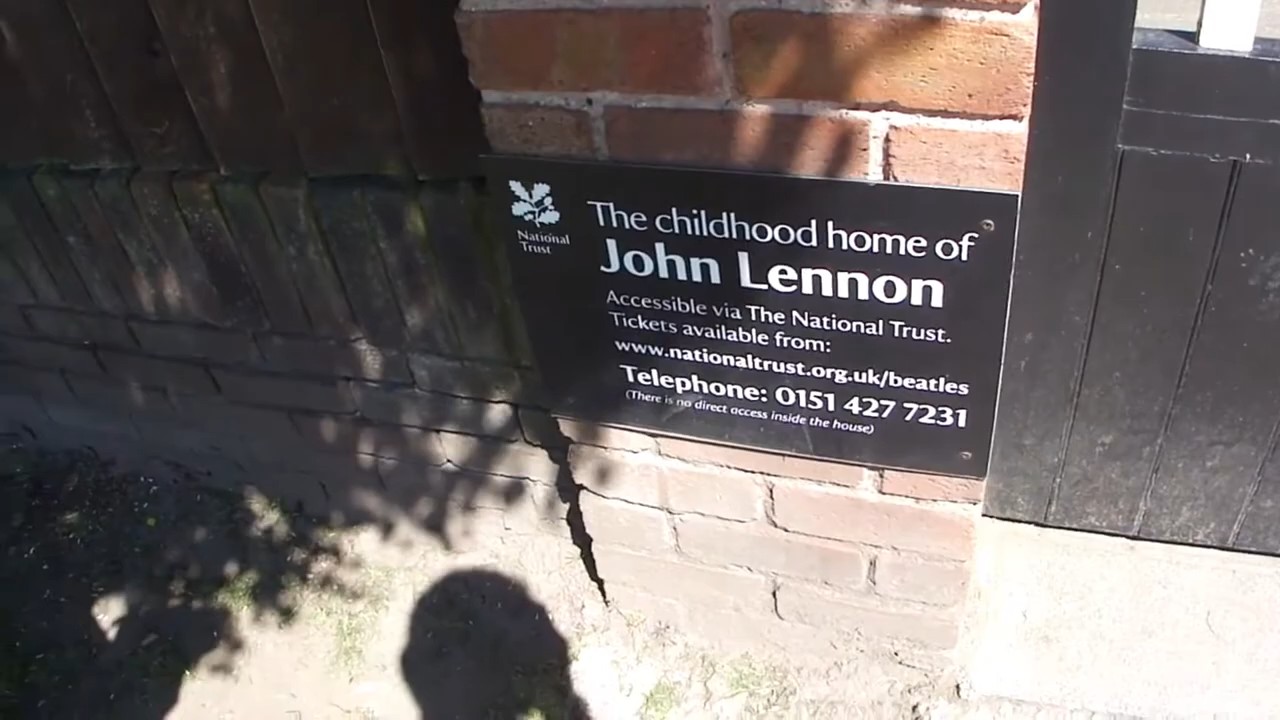 National
Trust
The childhood home of
John Lennon
Accessible via The National Trust.
Tickets available from:
www.nationaltrust.org.uk/beatles
Telephone: 0151 427 7231
(There is no direct access inside the house)